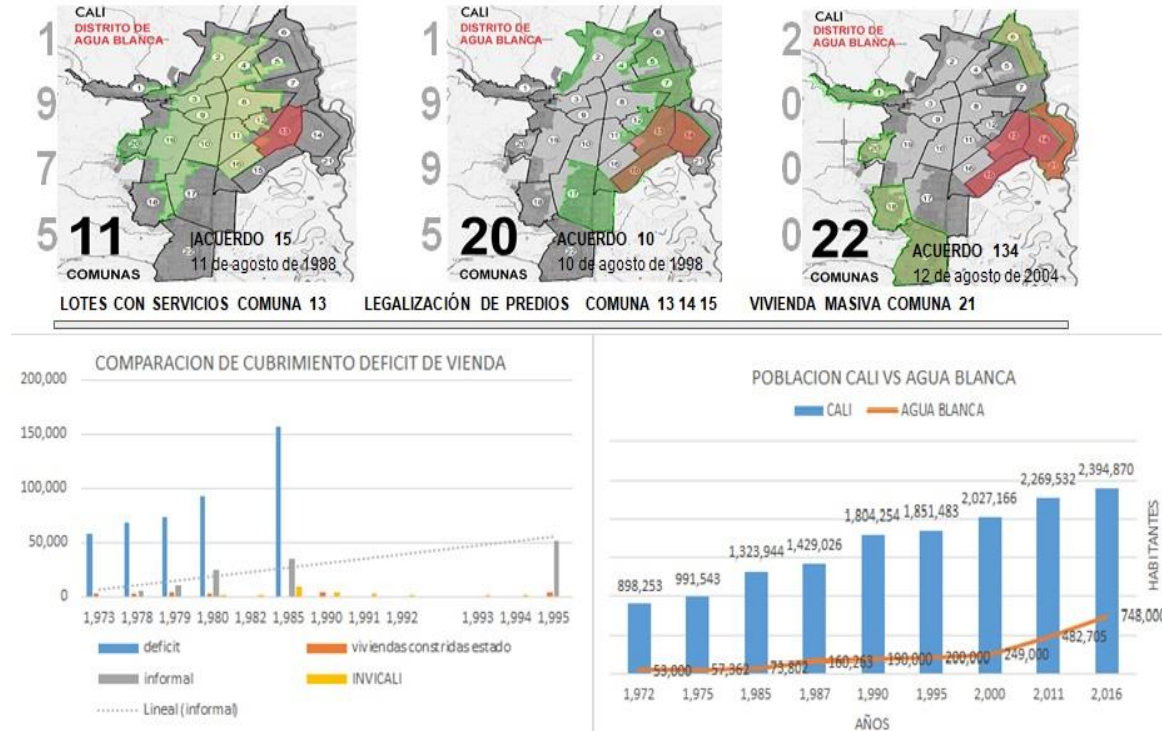 CALI
DISTRITO DE
AGUA BLANCA
1
9
7
5
11
COMUNAS
ACUERDO 15
11 de agosto de 1988
CALI
DISTRITO DE
AGUA BLANCA
1
9
9
5
20
COMUNAS
ACUERDO 10
10 de agosto de 1998
CALI
DISTRITO DE
AGUA BLANCA
2
0
0
0
22
COMUNAS
ACUERDO 134
12 de agosto de 2004
LOTES CON SERVICIOS COMUNA 13
LEGALIZACIÓN DE PREDIOS COMUNA 13 14 15
VIVIENDA MASIVA COMUNA 21
COMPARACION DE CUBRIMIENTO DEFICIT DE VIENDA
200,000
150,000
100,000
50,000
0
1,973 1,978 1,979 1,980 1,982 1,985 1,990 1,991 1,992 1,993 1,994 1,995
deficit
viviendas constridas estado
informal
INVICALI
Lineal (informal)
POBLACION CALI VS AGUA BLANCA
CALI AGUA BLANCA
898,253 991,543 1,323,944 1,429,026 1,804,254 1,851,483 2,027,166 2,269,532 2,394,870
53,000 57,362 73,802 160,263 190,000 200,000 249,000 482,705 748,000
1,972 1,975 1,985 1,987 1,990 1,995 2,000 2,011 2,016
AÑOS
HABITANTES